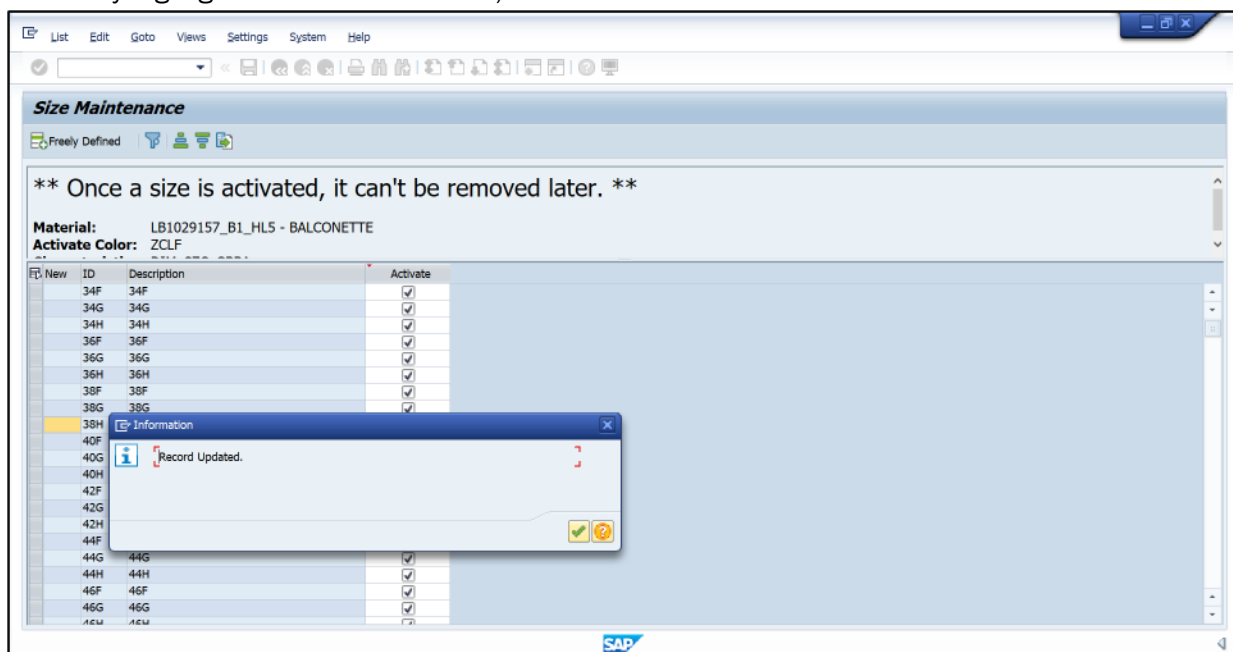 List Edit Goto Views Settings System Help
Size Maintenance
Freely Defined
** Once a size is activated, it can't be removed later. **
Material: LB1029157_B1_HL5 - BALCONETTE
Activate Color: ZCLF
New ID Description Activate
34F 34F
34G 34G
34H 34H
36F 36F
36G 36G
36H 36H
38F 38F
38G 38G
38H
Information
40F
40G
Record Updated.
40H
42F
42G
42H
44F
44G 44G
44H 44H
46F 46F
46G 46G
46H 46H
SAP